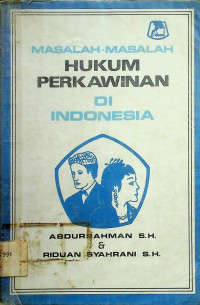 MASALAH-MASALAH
HUKUM
PERKAWINAN
DI
INDONESIA
ABDURRAHMAN S.H.
&
RIDUAN SYAHRANI S.H.